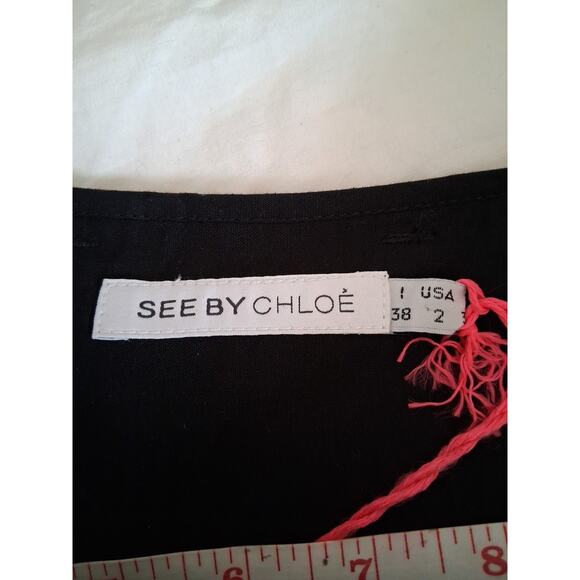 SEE BY CHLOÉ
I USA
38 2
6 7 8